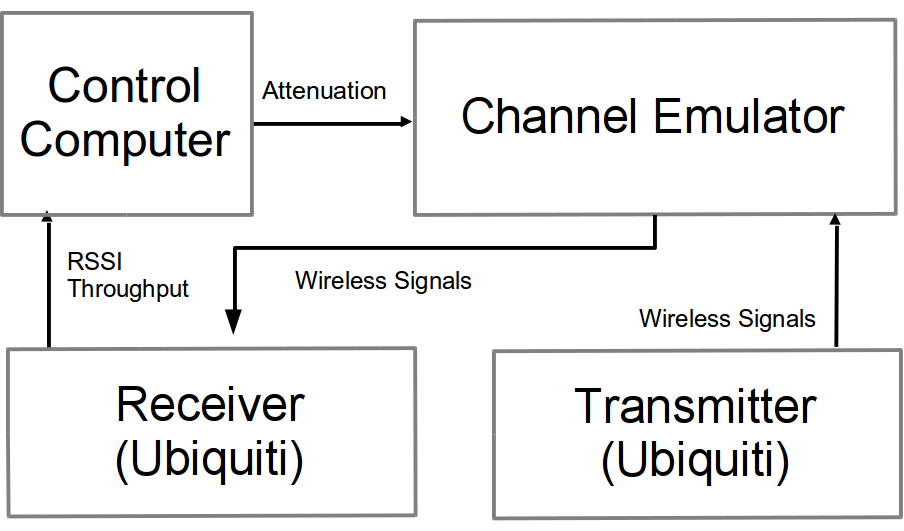 Control
Computer
Attenuation
Channel Emulator
RSSI
Throughput
Wireless Signals
Wireless Signals
Receiver
(Ubiquiti)
Transmitter
(Ubiquiti)